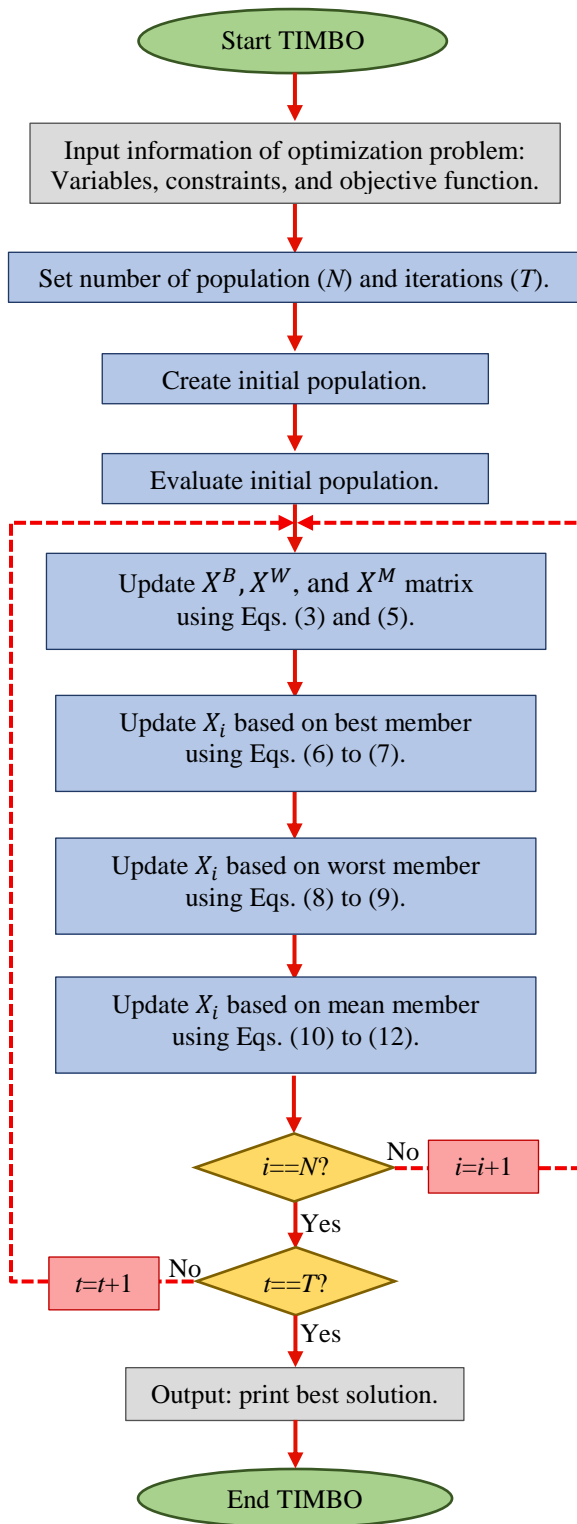 Start TIMBO
Input information of optimization problem:
Variables, constraints, and objective function.
Set number of population (N) and iterations (T).
Create initial population.
Evaluate initial population.
Update X^B, X^W, and X^M matrix
using Eqs. (3) and (5).
Update X_i based on best member
using Eqs. (6) to (7).
Update X_i based on worst member
using Eqs. (8) to (9).
Update X_i based on mean member
using Eqs. (10) to (12).
i==N?
No
i=i+1
Yes
t==T?
No
t=t+1
Yes
Output: print best solution.
End TIMBO